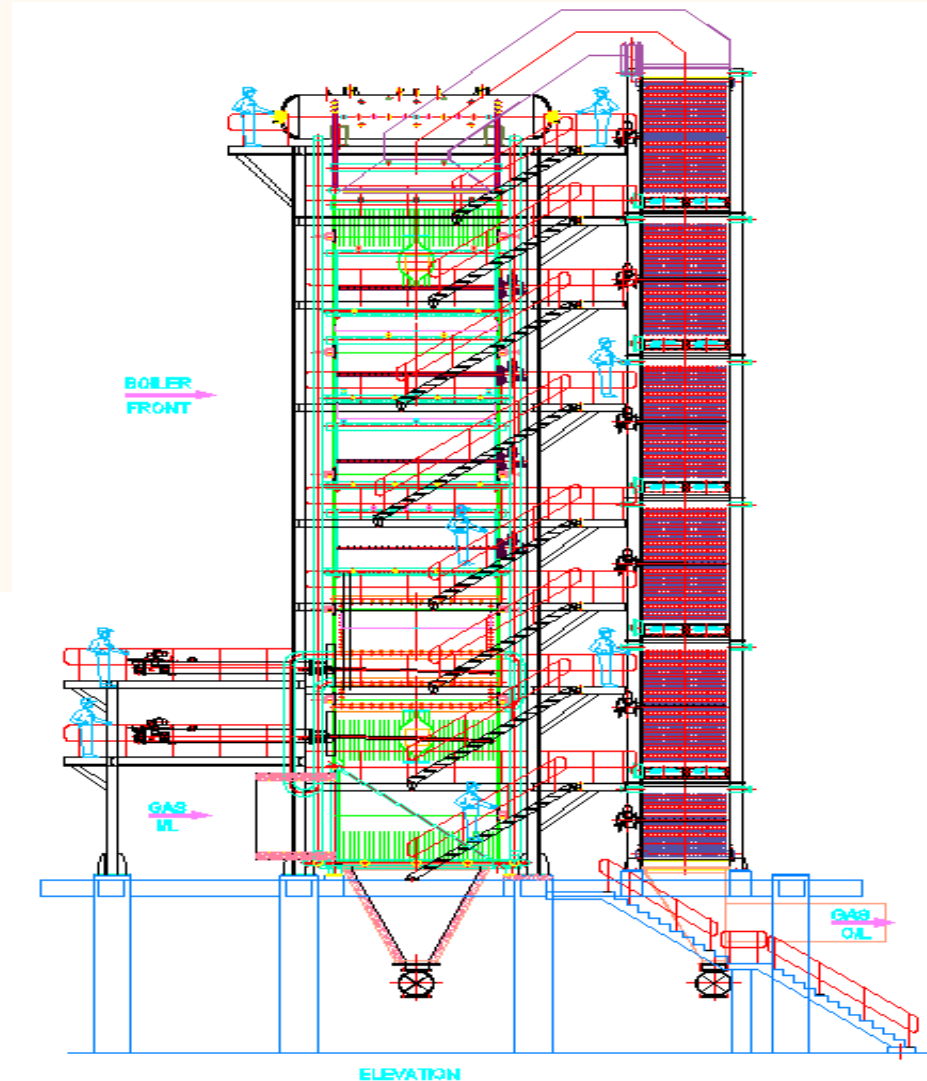 BOILER
FRONT
GAS
I/L
GAS
O/L
ELEVATION